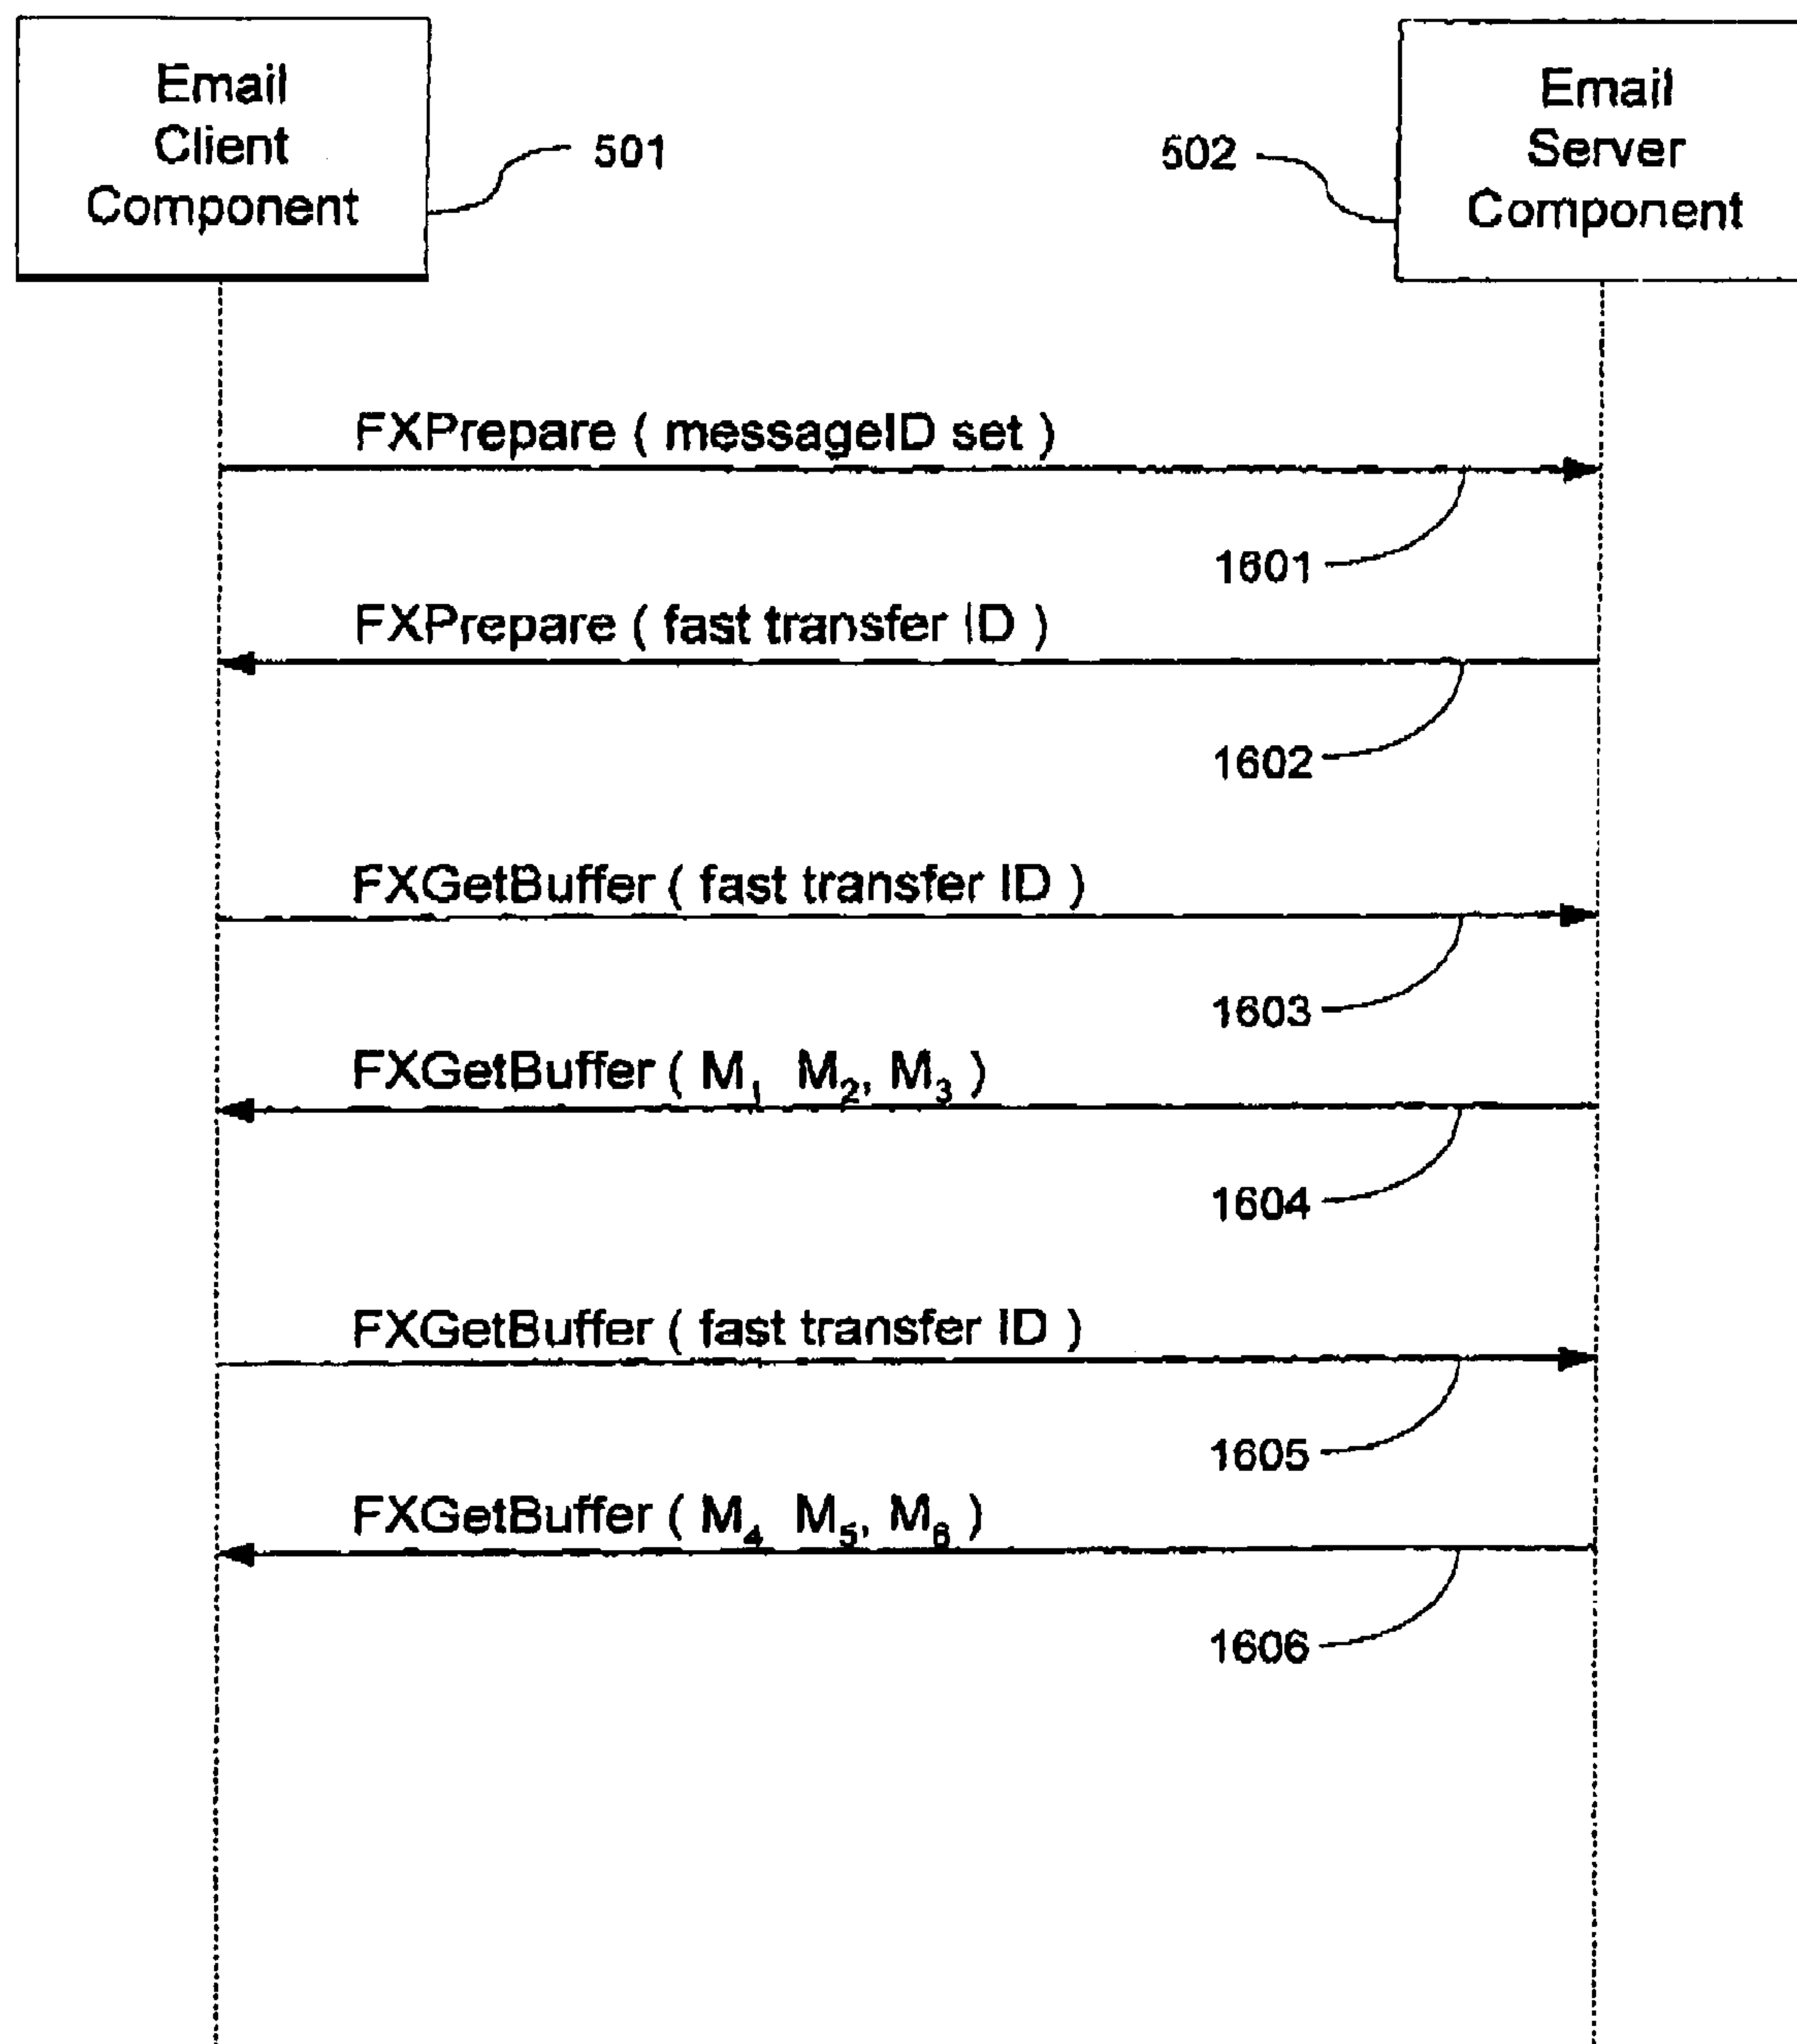 Email
Client
Component
501
502
Email
Server
Component
FXPrepare ( messageID set )
1601
FXPrepare ( fast transfer ID )
1602
FXGetBuffer ( fast transfer ID )
1603
FXGetBuffer ( M₁ M₂, M₃ )
1604
FXGetBuffer ( fast transfer ID )
1605
FXGetBuffer ( M₄ M₅, M₆ )
1606